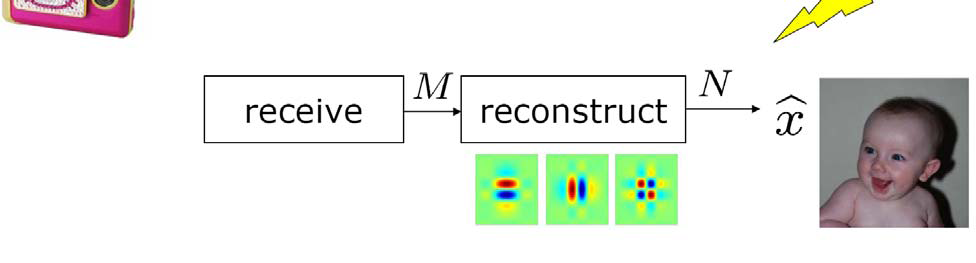 receive
M
reconstruct
N
x̂